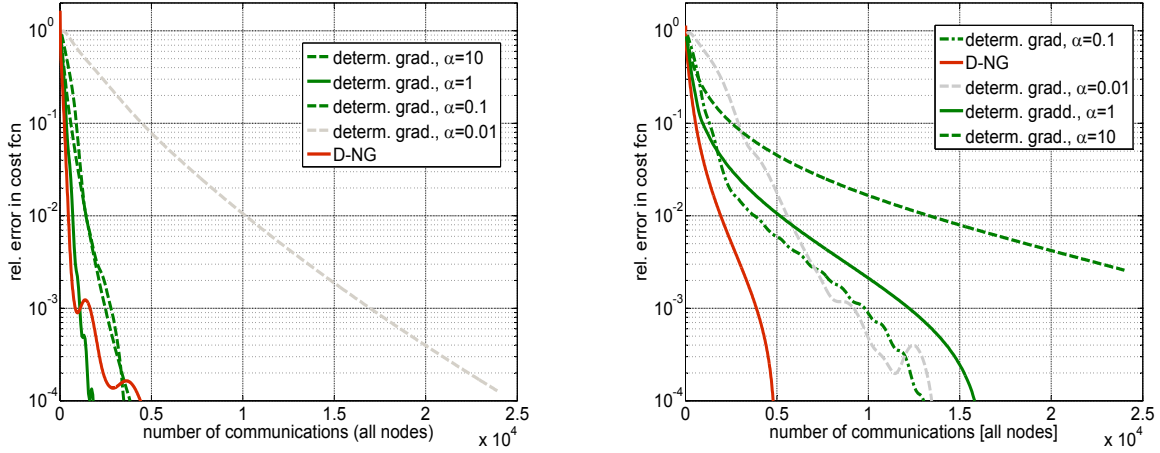 10^0
10^-1
10^-2
10^-3
10^-4
rel. error in cost fcn
0 0.5 1 1.5 2 2.5
x 10^4
number of communications (all nodes)
determ. grad., α=10
determ. grad., α=1
determ. grad., α=0.1
determ. grad., α=0.01
D-NG
10^0
10^-1
10^-2
10^-3
10^-4
rel. error in cost fcn
0 0.5 1 1.5 2 2.5
x 10^4
number of communications [all nodes]
determ. grad, α=0.1
D-NG
determ. grad., α=0.01
determ. gradd., α=1
determ. grad., α=10